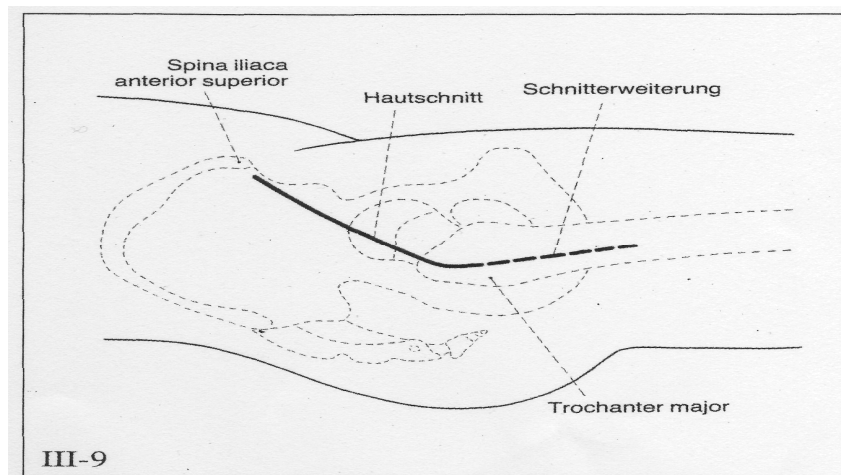 Spina iliaca
anterior superior
Hautschnitt
Schnitterweiterung
Trochanter major
III-9